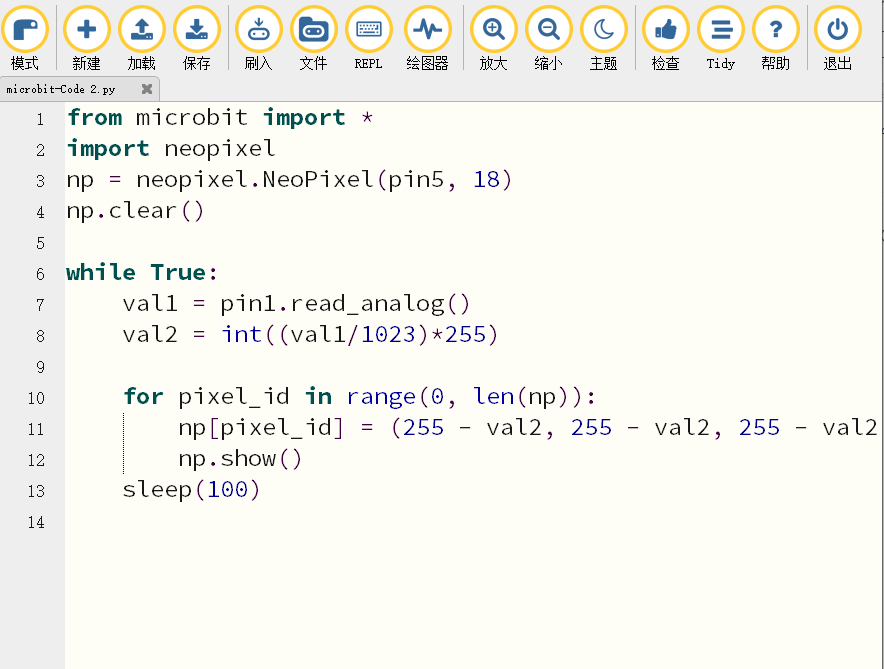 模式 新建 加载 保存 刷入 文件 REPL 绘图器 放大 缩小 主题 检查 Tidy 帮助 退出
microbit-Code 2.py
1 from microbit import *
2 import neopixel
3 np = neopixel.NeoPixel(pin5, 18)
4 np.clear()
5
6 while True:
7     val1 = pin1.read_analog()
8     val2 = int((val1/1023)*255)
9
10     for pixel_id in range(0, len(np)):
11         np[pixel_id] = (255 - val2, 255 - val2, 255 - val2
12         np.show()
13     sleep(100)
14